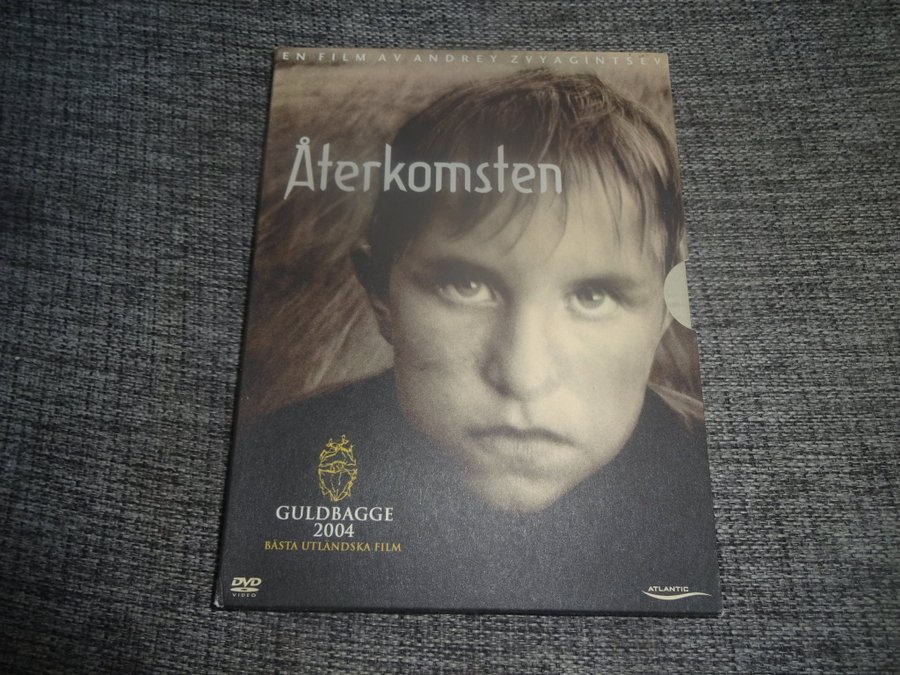 EN FILM AV ANDREY ZVYAGINTSEV
Återkomsten
GULDBAGGE
2004
BÄSTA UTLÄNDSKA FILM
DVD
VIDEO
ATLANTIC